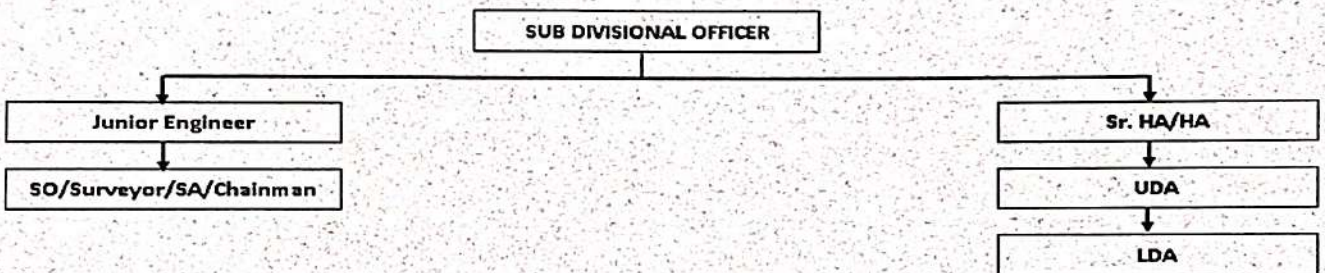 SUB DIVISIONAL OFFICER
Junior Engineer
Sr. HA/HA
SO/Surveyor/SA/Chainman
UDA
LDA